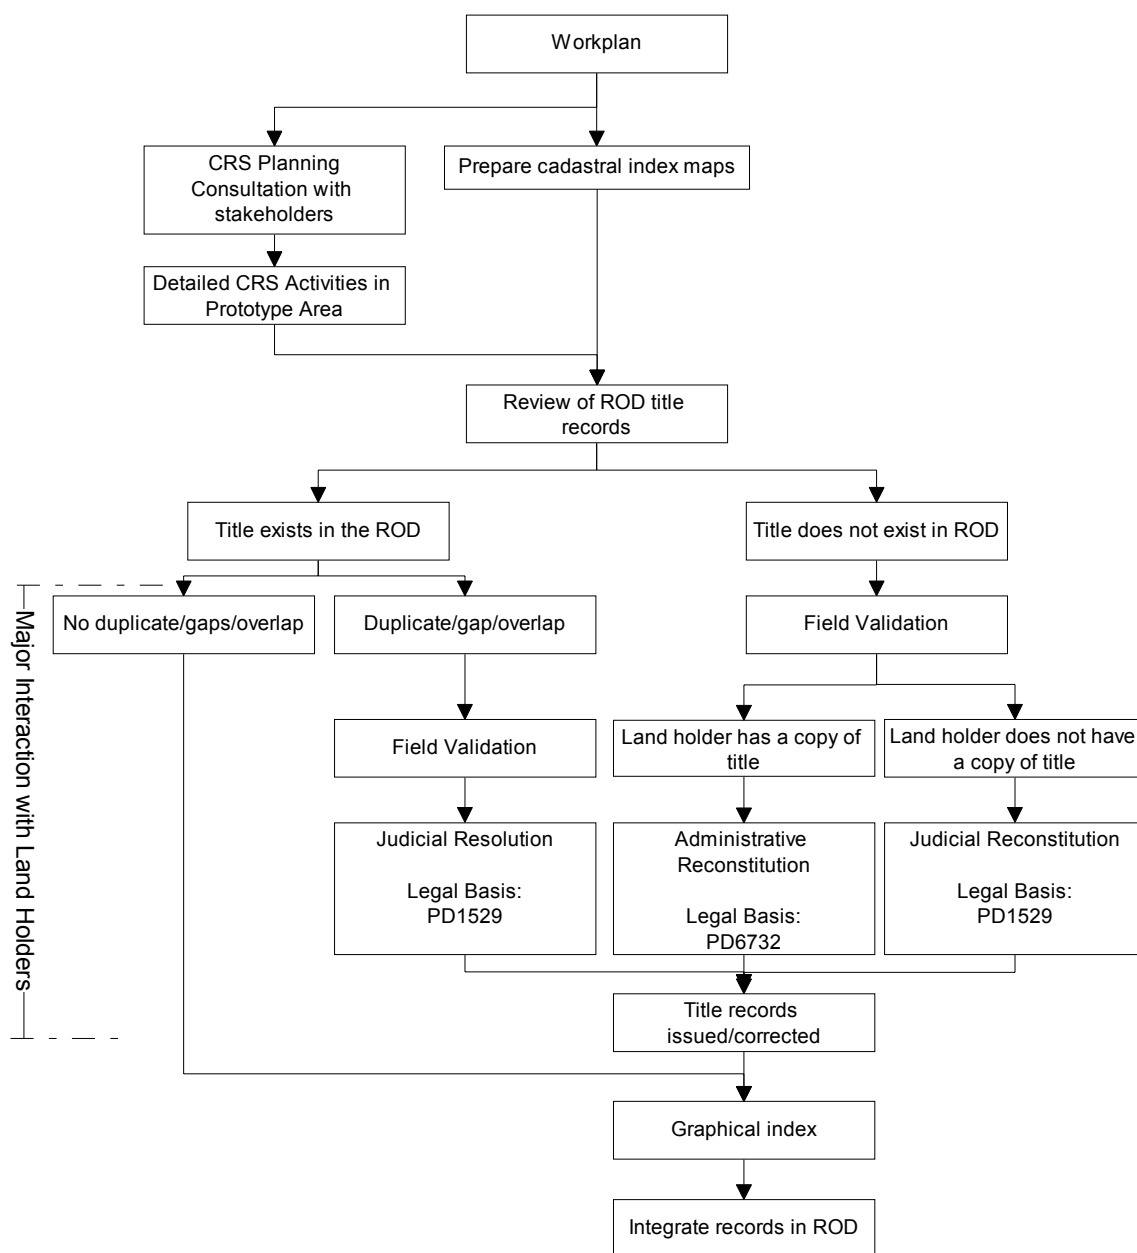 Workplan
CRS Planning
Consultation with
stakeholders
Prepare cadastral index maps
Detailed CRS Activities in
Prototype Area
Review of ROD title
records
Title exists in the ROD
Title does not exist in ROD
Major Interaction with Land Holders
No duplicate/gaps/overlap
Duplicate/gap/overlap
Field Validation
Field Validation
Land holder has a copy of
title
Land holder does not have
a copy of title
Judicial Resolution
Legal Basis:
PD1529
Administrative
Reconstitution
Legal Basis:
PD6732
Judicial Reconstitution
Legal Basis:
PD1529
Title records
issued/corrected
Graphical index
Integrate records in ROD